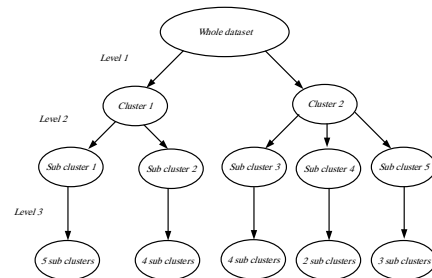 Whole dataset
Level 1
Cluster 1
Cluster 2
Level 2
Sub cluster 1
Sub cluster 2
Sub cluster 3
Sub cluster 4
Sub cluster 5
Level 3
5 sub clusters
4 sub clusters
4 sub clusters
2 sub clusters
3 sub clusters